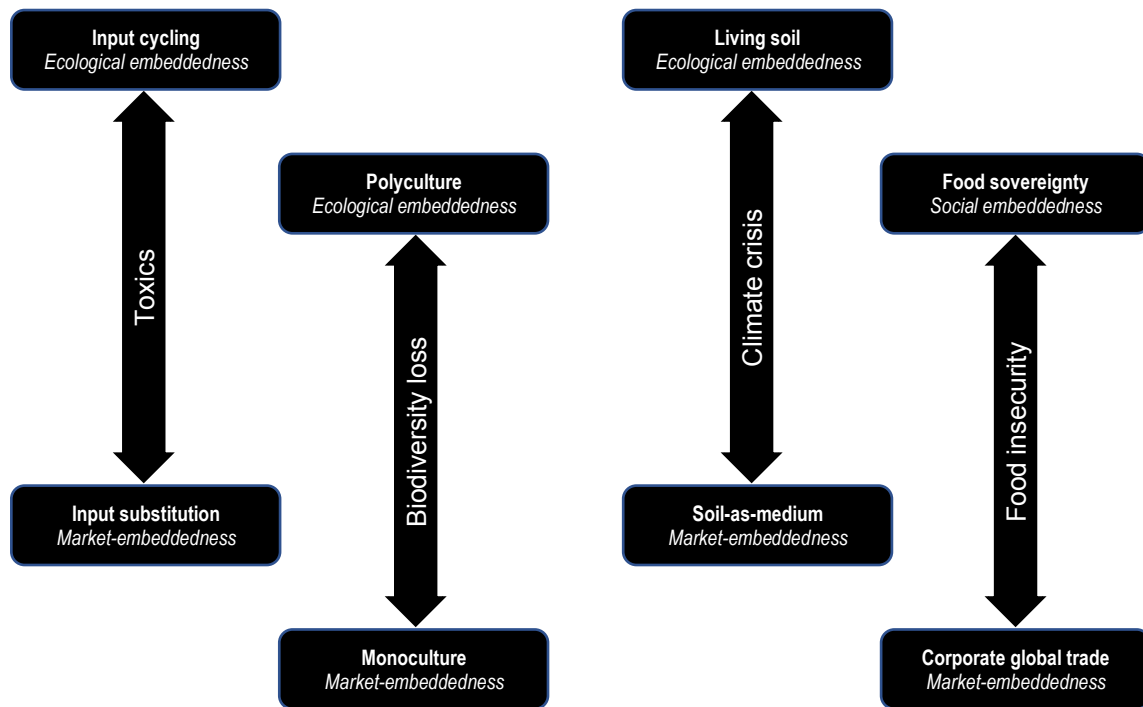 Input cycling
Ecological embeddedness
Toxics
Input substitution
Market-embeddedness
Polyculture
Ecological embeddedness
Biodiversity loss
Monoculture
Market-embeddedness
Living soil
Ecological embeddedness
Climate crisis
Soil-as-medium
Market-embeddedness
Food sovereignty
Social embeddedness
Food insecurity
Corporate global trade
Market-embeddedness